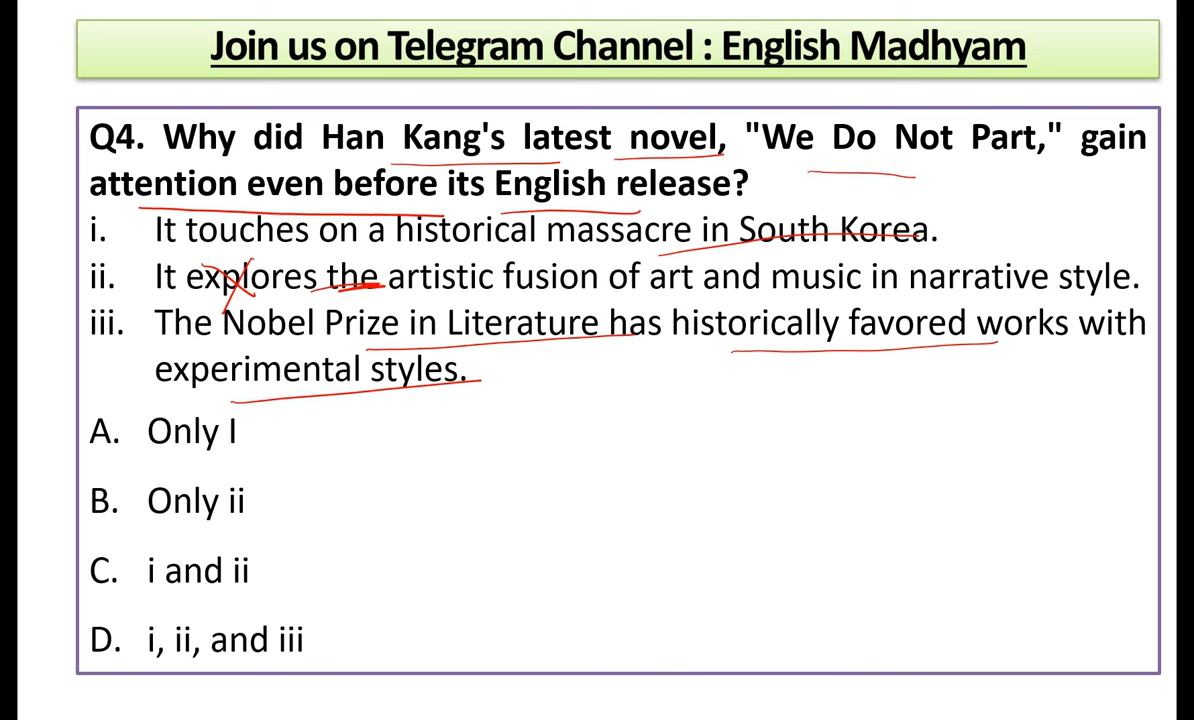 Join us on Telegram Channel : English Madhyam
Q4. Why did Han Kang's latest novel, "We Do Not Part," gain
attention even before its English release?
i. It touches on a historical massacre in South Korea.
ii. It explores the artistic fusion of art and music in narrative style.
iii. The Nobel Prize in Literature has historically favored works with
experimental styles.
A. Only I
B. Only ii
C. i and ii
D. i, ii, and iii